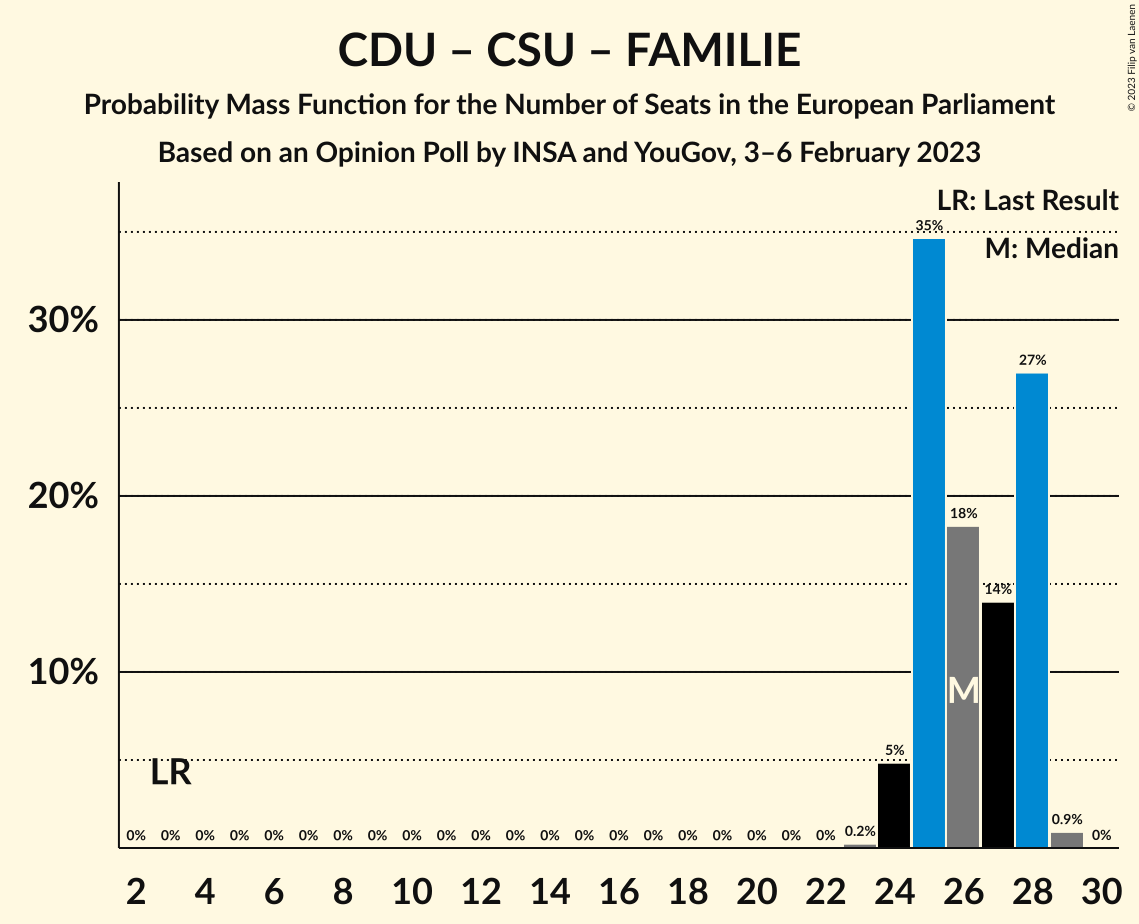 CDU – CSU – FAMILIE
Probability Mass Function for the Number of Seats in the European Parliament
Based on an Opinion Poll by INSA and YouGov, 3–6 February 2023
© 2023 Filip van Laenen
LR: Last Result
M: Median
35%
30%
27%
20%
18%
14%
10%
M
5%
LR
0% 0% 0% 0% 0% 0% 0% 0% 0% 0% 0% 0% 0% 0% 0% 0% 0% 0% 0% 0% 0% 0.2% 0.9% 0%
2 4 6 8 10 12 14 16 18 20 22 24 26 28 30